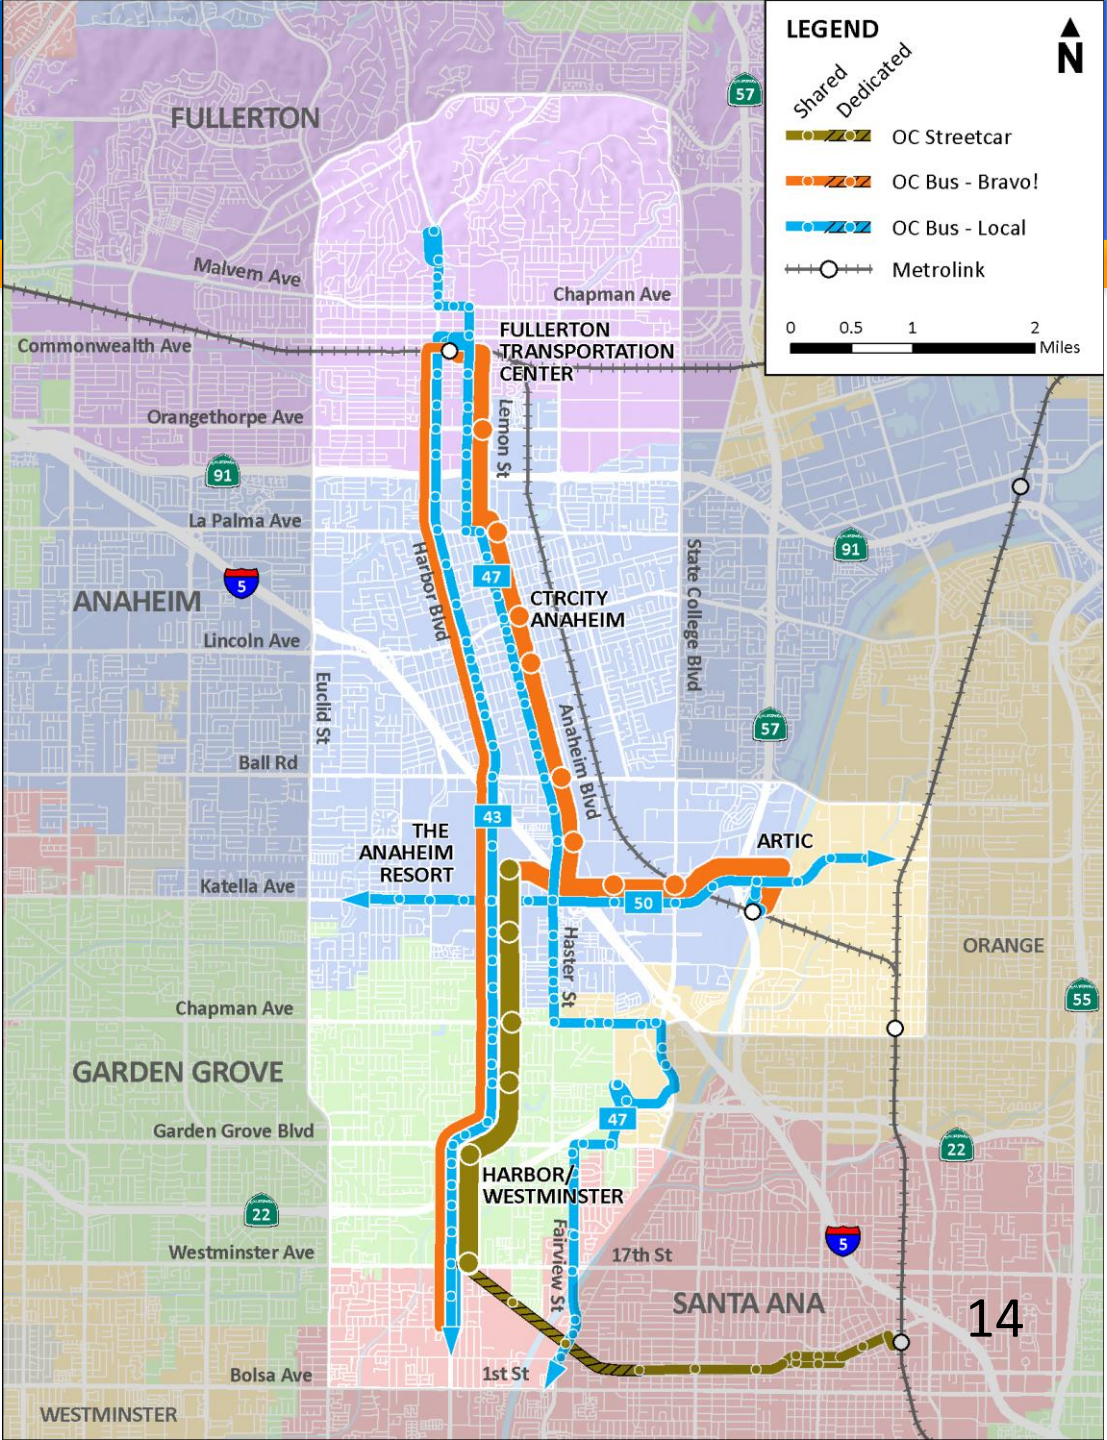 LEGEND
N
Shared
Dedicated
OC Streetcar
OC Bus - Bravo!
OC Bus - Local
Metrolink
0 0.5 1 2
Miles
57
FULLERTON
Malvern Ave
Chapman Ave
Commonwealth Ave
FULLERTON
TRANSPORTATION
CENTER
Orangethorpe Ave
Lemon St
91
La Palma Ave
91
Harbor Blvd
State College Blvd
5
47
ANAHEIM
CTRCITY
ANAHEIM
Lincoln Ave
Euclid St
Anaheim Blvd
57
Ball Rd
43
THE
ANAHEIM
RESORT
ARTIC
Katella Ave
50
Haster St
ORANGE
55
Chapman Ave
GARDEN GROVE
47
Garden Grove Blvd
22
HARBOR/
WESTMINSTER
22
Fairview St
Westminster Ave
17th St
5
SANTA ANA
14
Bolsa Ave
1st St
WESTMINSTER